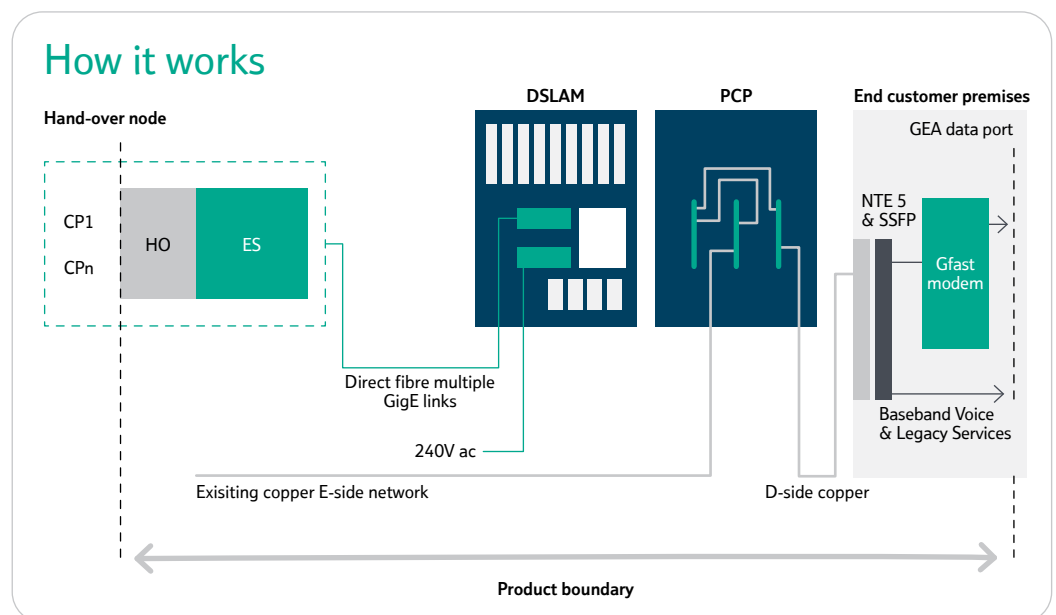 How it works
Hand-over node
DSLAM
PCP
End customer premises
GEA data port
CP1
CPn
HO
ES
NTE 5
& SSFP
Gfast
modem
Direct fibre multiple
GigE links
Baseband Voice
& Legacy Services
240V ac
Exisiting copper E-side network
D-side copper
Product boundary